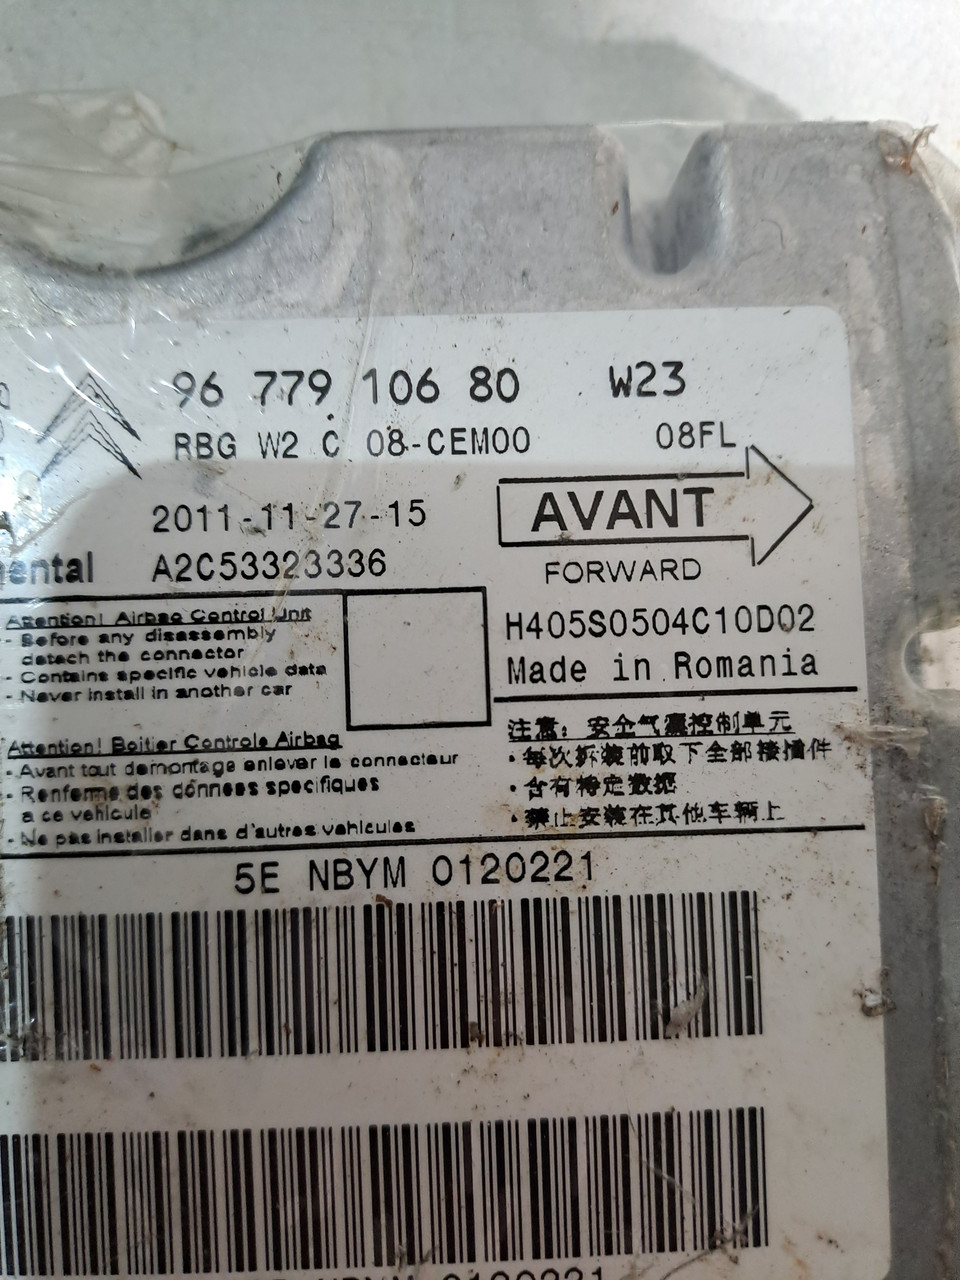 96 779 106 80 W23
RBG W2 C 08-CEM00 08FL
2011-11-27-15 AVANT
A2C53323336 FORWARD
Attention! Airbag Control Unit
- Before any disassembly
detach the connector
- Contains specific vehicle data
- Never install in another car
H405S0504C10D02
Made in Romania
Attention! Boitier Controle Airbag
- Avant tout demontage enlever le connecteur
- Renferme des données specifiques
a ce vehicule
- Ne pas installer dans d'autres vehicules
注意: 安全气囊控制单元
· 每次拆装前取下全部接插件
· 含有特定数据
· 禁止安装在其他车辆上
5E NBYM 0120221